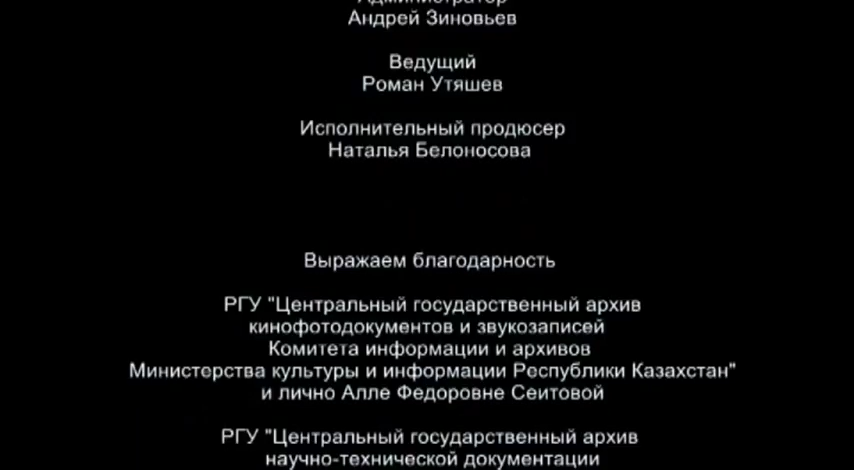 Администратор
Андрей Зиновьев
Ведущий
Роман Утяшев
Исполнительный продюсер
Наталья Белоносова
Выражаем благодарность
РГУ "Центральный государственный архив
кинофотодокументов и звукозаписей
Комитета информации и архивов
Министерства культуры и информации Республики Казахстан"
и лично Алле Федоровне Сеитовой
РГУ "Центральный государственный архив
научно-технической документации